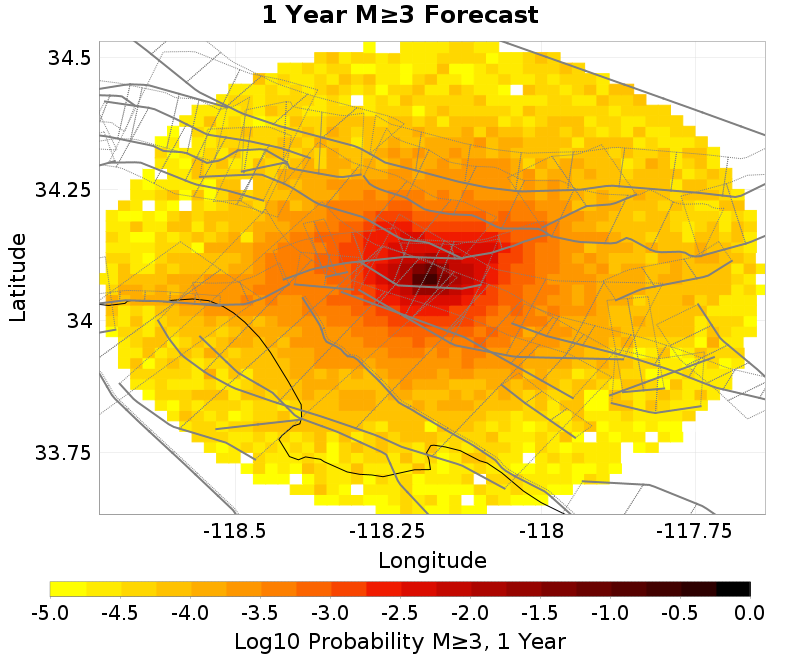 1 Year M≥3 Forecast
34.5
34.25
34
33.75
Latitude
-118.5 -118.25 -118 -117.75
Longitude
-5.0 -4.5 -4.0 -3.5 -3.0 -2.5 -2.0 -1.5 -1.0 -0.5 0.0
Log10 Probability M≥3, 1 Year